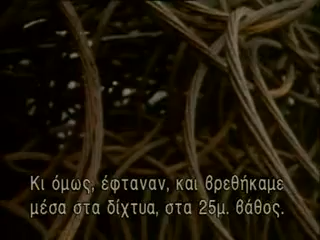 Κι όμως, έφταναν, και βρεθήκαμε
μέσα στα δίχτυα, στα 25μ. βάθος.